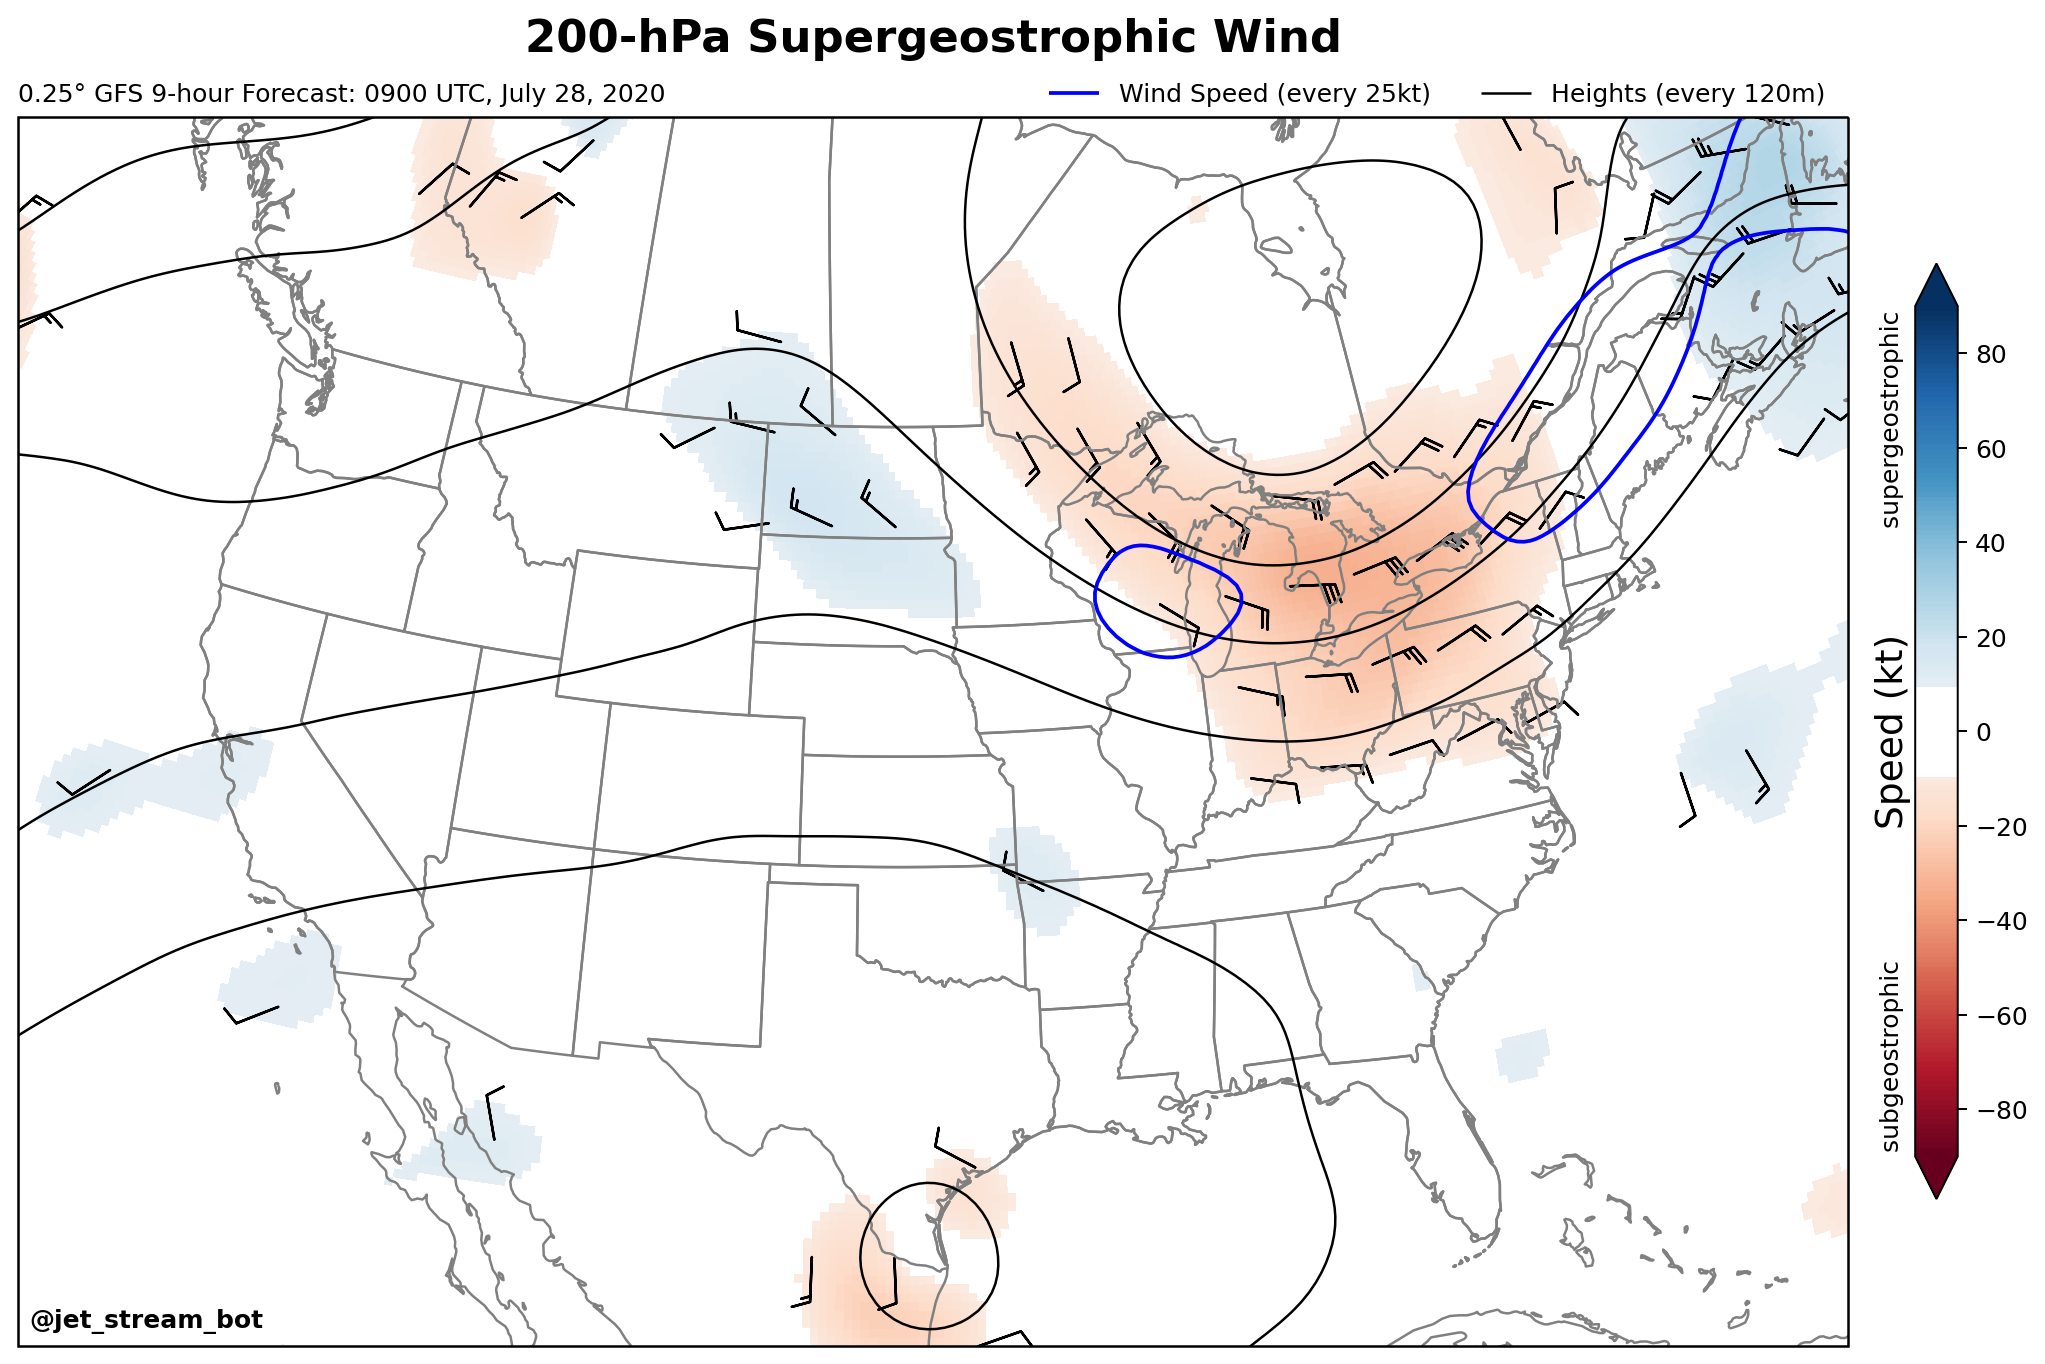 200-hPa Supergeostrophic Wind
0.25° GFS 9-hour Forecast: 0900 UTC, July 28, 2020
Wind Speed (every 25kt)
Heights (every 120m)
supergeostrophic
Speed (kt)
subgeostrophic
80
60
40
20
0
−20
−40
−60
−80
@jet_stream_bot